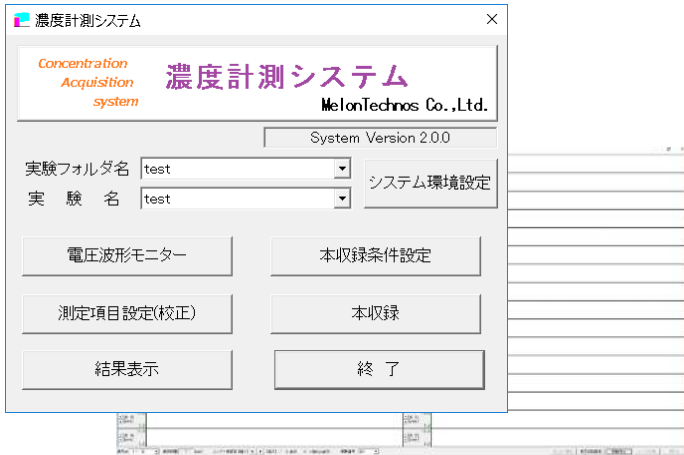 濃度計測システム
Concentration
Acquisition
system
濃度計測システム
MelonTechnos Co.,Ltd.
System Version 2.0.0
実験フォルダ名 test
実 験 名 test
システム環境設定
電圧波形モニター 本収録条件設定
測定項目設定(校正) 本収録
結果表示 終 了